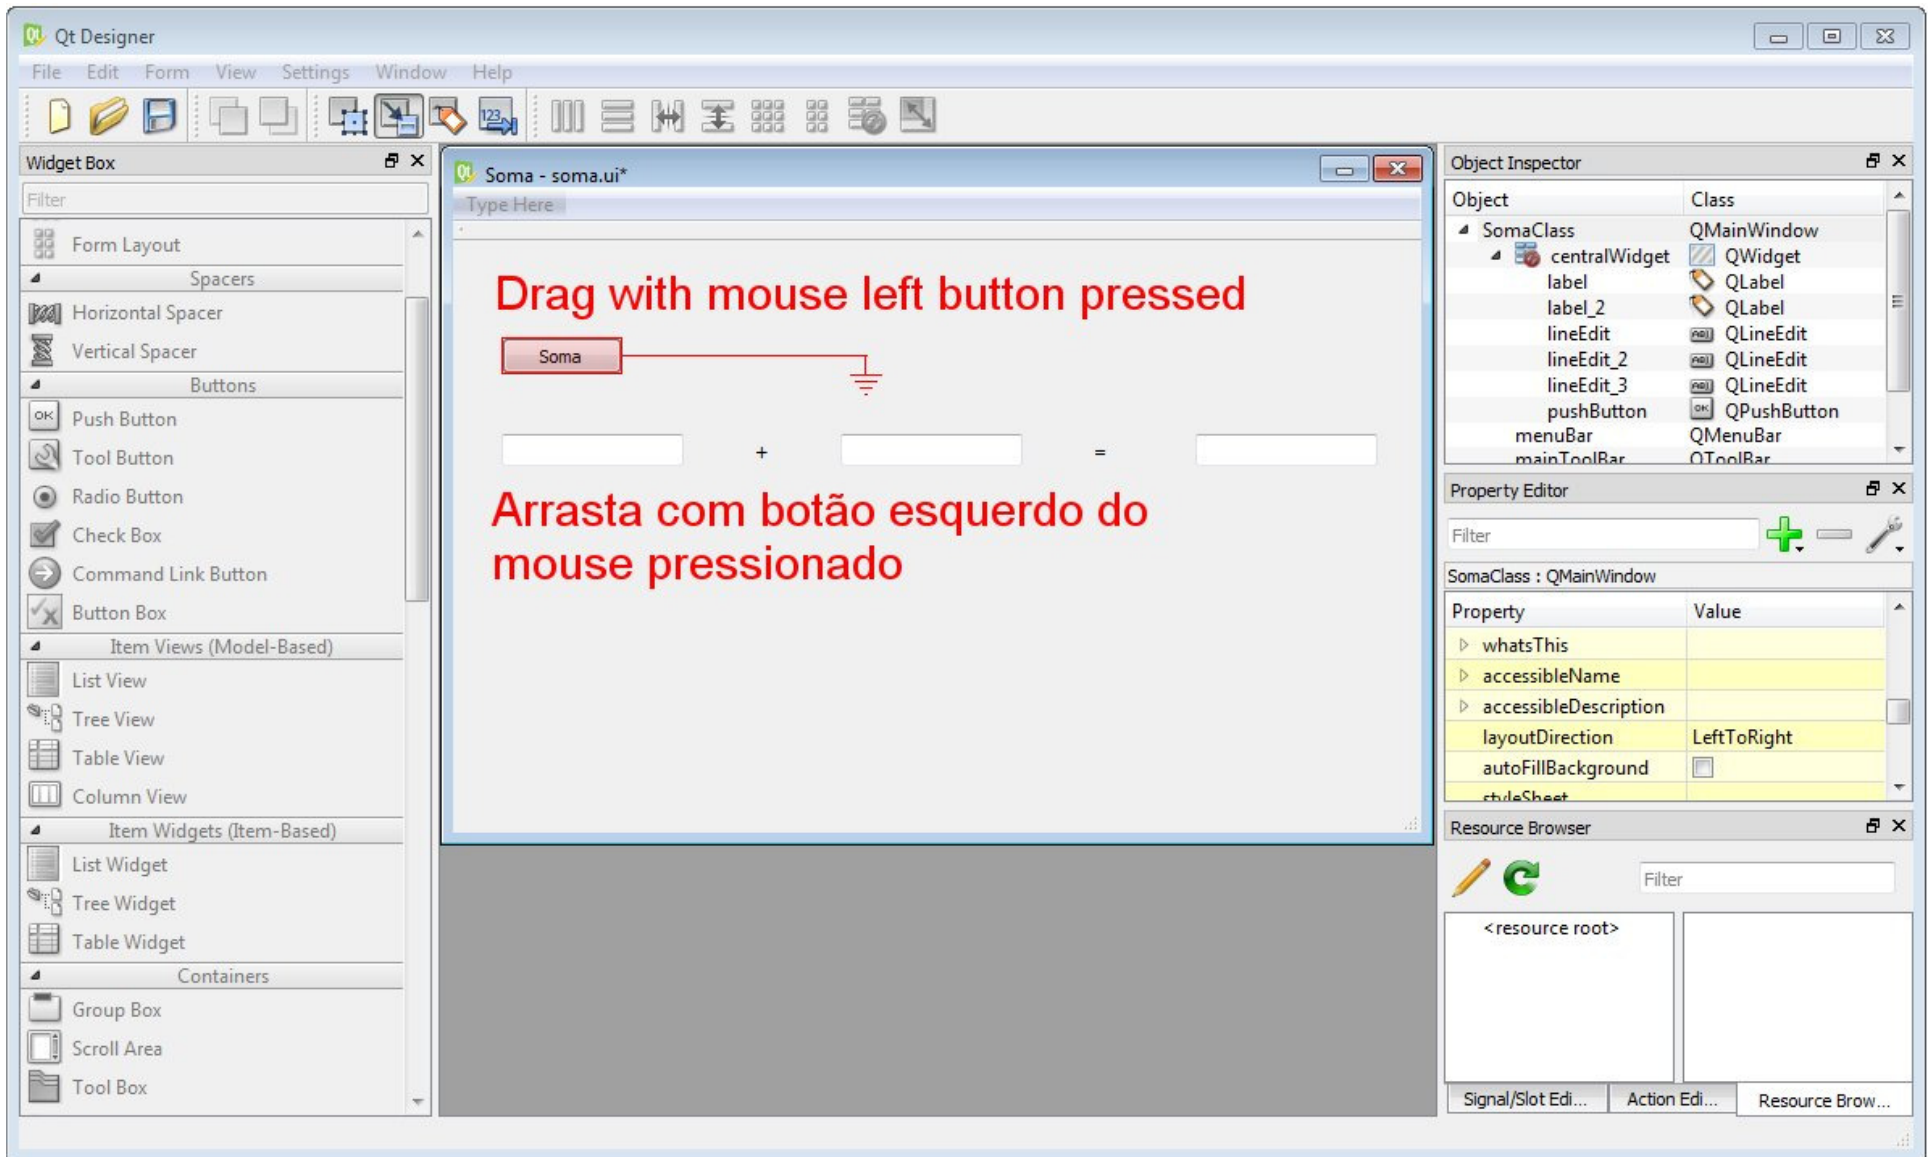 Qt Designer
File Edit Form View Settings Window Help
123
Widget Box
Filter
Form Layout
Spacers
Horizontal Spacer
Vertical Spacer
Buttons
OK Push Button
Tool Button
Radio Button
Check Box
Command Link Button
Button Box
Item Views (Model-Based)
List View
Tree View
Table View
Column View
Item Widgets (Item-Based)
List Widget
Tree Widget
Table Widget
Containers
Group Box
Scroll Area
Tool Box
Soma - soma.ui*
Type Here
Drag with mouse left button pressed
Soma
+ =
Arrasta com botão esquerdo do
mouse pressionado
Object Inspector
Object Class
SomaClass QMainWindow
centralWidget QWidget
label QLabel
label_2 QLabel
lineEdit QLineEdit
lineEdit_2 QLineEdit
lineEdit_3 QLineEdit
pushButton QPushButton
menuBar QMenuBar
mainToolBar QToolBar
Property Editor
Filter
SomaClass : QMainWindow
Property Value
whatsThis
accessibleName
accessibleDescription
layoutDirection LeftToRight
autoFillBackground
styleSheet
Resource Browser
Filter
<resource root>
Signal/Slot Edi... Action Edi... Resource Brow...